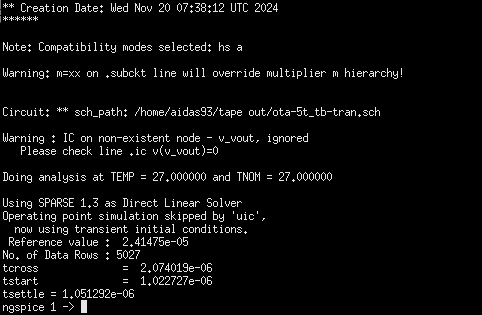 ** Creation Date: Wed Nov 20 07:38:12 UTC 2024
******
Note: Compatibility modes selected: hs a
Warning: m=xx on .subckt line will override multiplier m hierarchy!
Circuit: ** sch_path: /home/aidas93/tape out/ota-5t_tb-tran.sch
Warning : IC on non-existent node - v_vout, ignored
Please check line .ic v(v_vout)=0
Doing analysis at TEMP = 27.000000 and TNOM = 27.000000
Using SPARSE 1.3 as Direct Linear Solver
Operating point simulation skipped by 'uic',
now using transient initial conditions.
Reference value : 2.41475e-05
No. of Data Rows : 5027
tcross = 2.074019e-06
tstart = 1.022727e-06
tsettle = 1.051292e-06
ngspice 1 ->